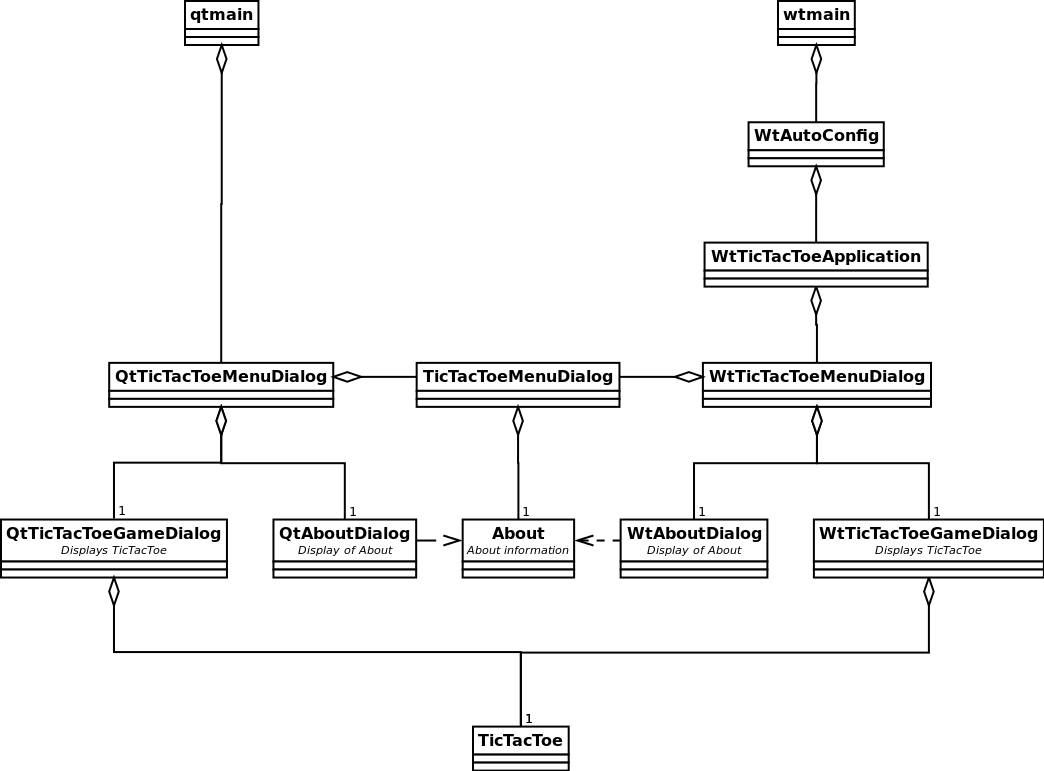 qtmain
wtmain
WtAutoConfig
WtTicTacToeApplication
QtTicTacToeMenuDialog
TicTacToeMenuDialog
WtTicTacToeMenuDialog
1
1
1
1
1
QtTicTacToeGameDialog
Displays TicTacToe
QtAboutDialog
Display of About
About
About information
WtAboutDialog
Display of About
WtTicTacToeGameDialog
Displays TicTacToe
1
TicTacToe